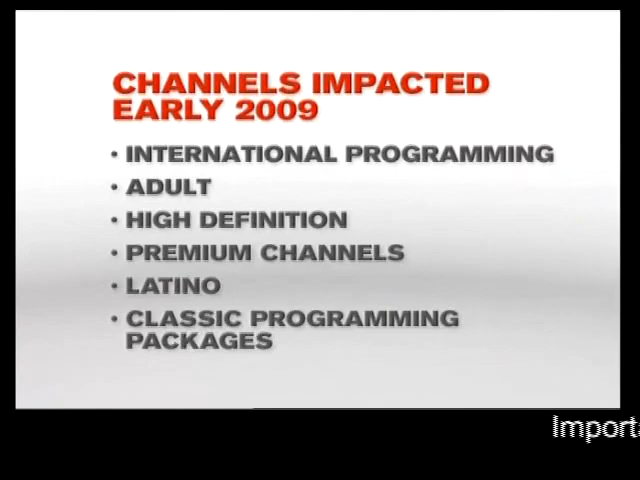 CHANNELS IMPACTED
EARLY 2009
• INTERNATIONAL PROGRAMMING
• ADULT
• HIGH DEFINITION
• PREMIUM CHANNELS
• LATINO
• CLASSIC PROGRAMMING
PACKAGES